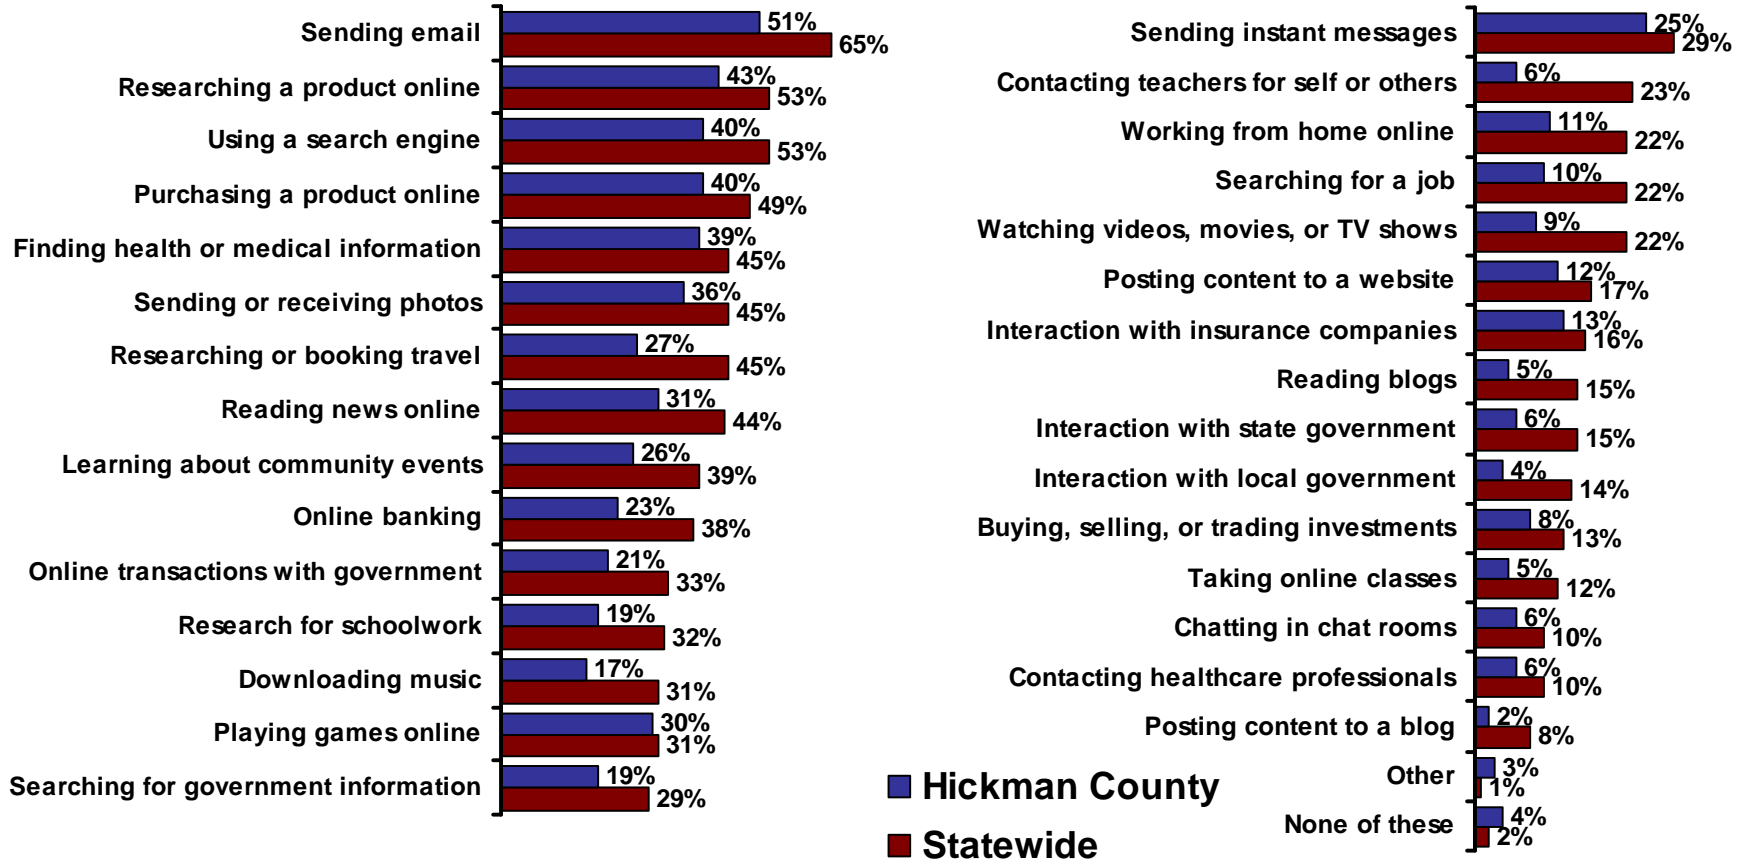 Sending email
51%
65%
Researching a product online
43%
53%
Using a search engine
40%
53%
Purchasing a product online
40%
49%
Finding health or medical information
39%
45%
Sending or receiving photos
36%
45%
Researching or booking travel
27%
45%
Reading news online
31%
44%
Learning about community events
26%
39%
Online banking
23%
38%
Online transactions with government
21%
33%
Research for schoolwork
19%
32%
Downloading music
17%
31%
Playing games online
30%
31%
Searching for government information
19%
29%
Sending instant messages
25%
29%
Contacting teachers for self or others
6%
23%
Working from home online
11%
22%
Searching for a job
10%
22%
Watching videos, movies, or TV shows
9%
22%
Posting content to a website
12%
17%
Interaction with insurance companies
13%
16%
Reading blogs
5%
15%
Interaction with state government
6%
15%
Interaction with local government
4%
14%
Buying, selling, or trading investments
8%
13%
Taking online classes
5%
12%
Chatting in chat rooms
6%
10%
Contacting healthcare professionals
6%
10%
Posting content to a blog
2%
8%
Other
3%
1%
None of these
4%
2%
Hickman County
Statewide